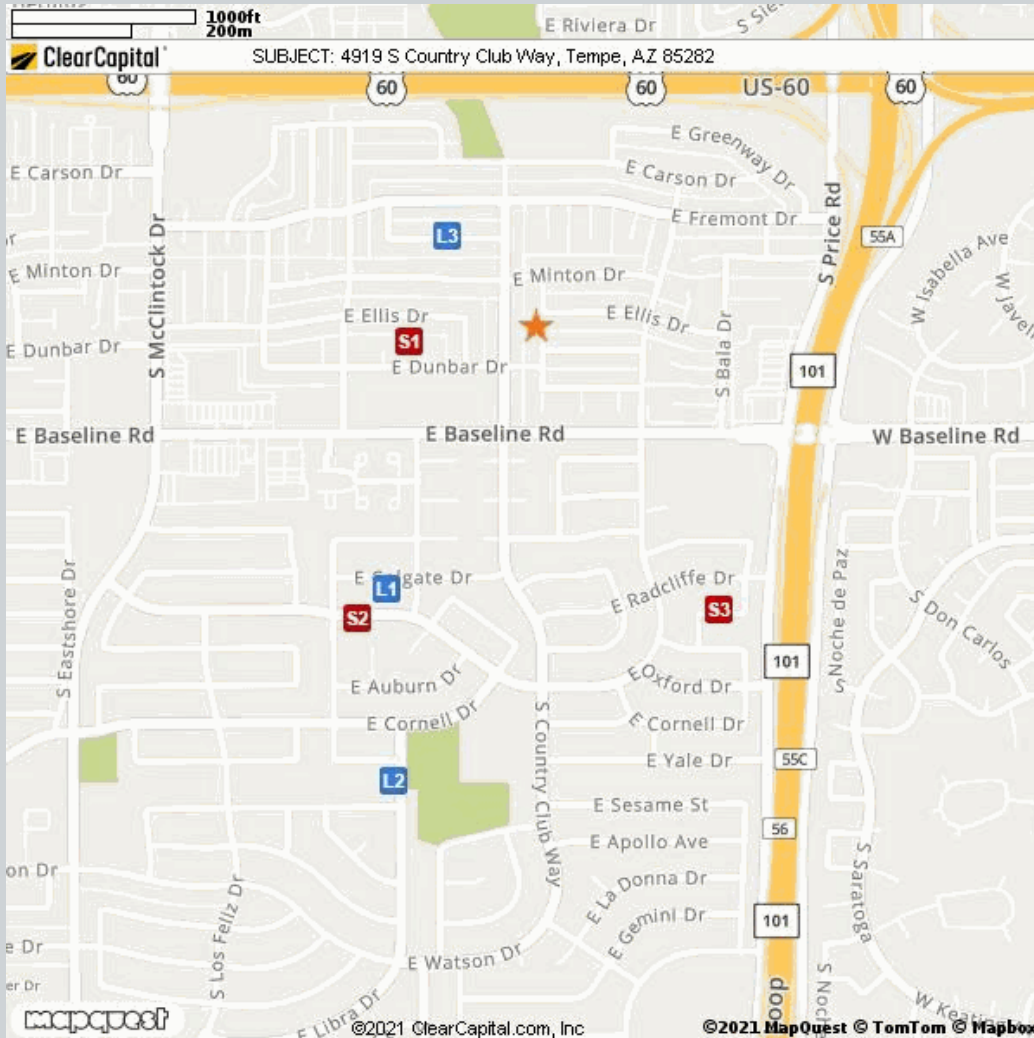 1000ft
200m
E Riviera Dr
ClearCapital
SUBJECT: 4919 S Country Club Way, Tempe, AZ 85282
60
60
60
US-60
60
E Greenway Dr
E Carson Dr
E Carson Dr
S Price Rd
E Fremont Dr
S McClintock Dr
L3
55A
W Isabella Ave
E Minton Dr
E Minton Dr
E Ellis Dr
E Ellis Dr
S Bala Dr
S1
E Dunbar Dr
E Dunbar Dr
101
E Baseline Rd
E Baseline Rd
W Baseline Rd
S Eastshore Dr
L1
E Radcliffe Dr
S Noche de Paz
S Don Carlos
S2
S3
E Auburn Dr
E Oxford Dr
101
E Cornell Dr
E Cornell Dr
S Country Club Way
E Yale Dr
55C
L2
E Sesame St
56
E Apollo Ave
S Saratoga
E La Donna Dr
S Los Feliz Dr
E Gemini Dr
101
E Watson Dr
E Libra Dr
mapquest
©2021 ClearCapital.com, Inc
©2021 MapQuest © TomTom © Mapbox